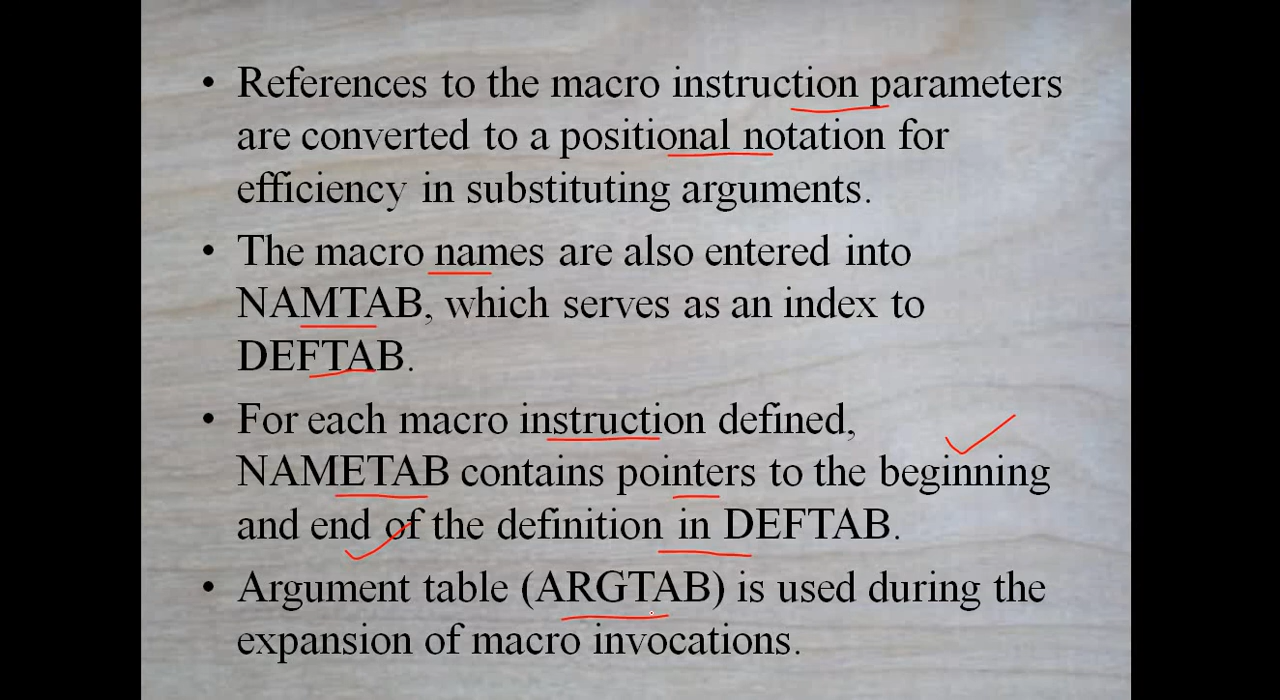 • References to the macro instruction parameters
are converted to a positional notation for
efficiency in substituting arguments.
• The macro names are also entered into
NAMTAB, which serves as an index to
DEFTAB.
• For each macro instruction defined,
NAMETAB contains pointers to the beginning
and end of the definition in DEFTAB.
• Argument table (ARGTAB) is used during the
expansion of macro invocations.